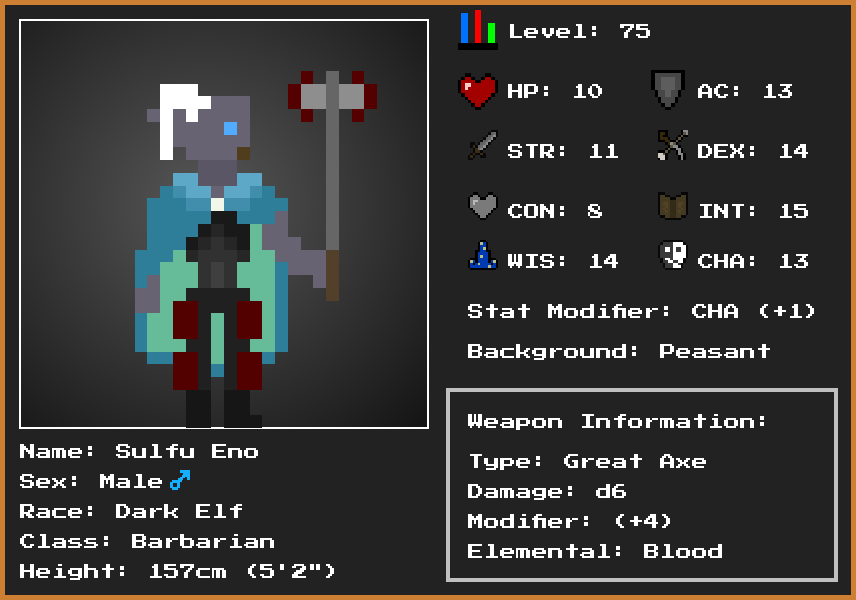 Level: 75
HP: 10
AC: 13
STR: 11
DEX: 14
CON: 8
INT: 15
WIS: 14
CHA: 13
Stat Modifier: CHA (+1)
Background: Peasant
Weapon Information:
Type: Great Axe
Damage: d6
Modifier: (+4)
Elemental: Blood
Name: Sulfu Eno
Sex: Male♂
Race: Dark Elf
Class: Barbarian
Height: 157cm (5'2")